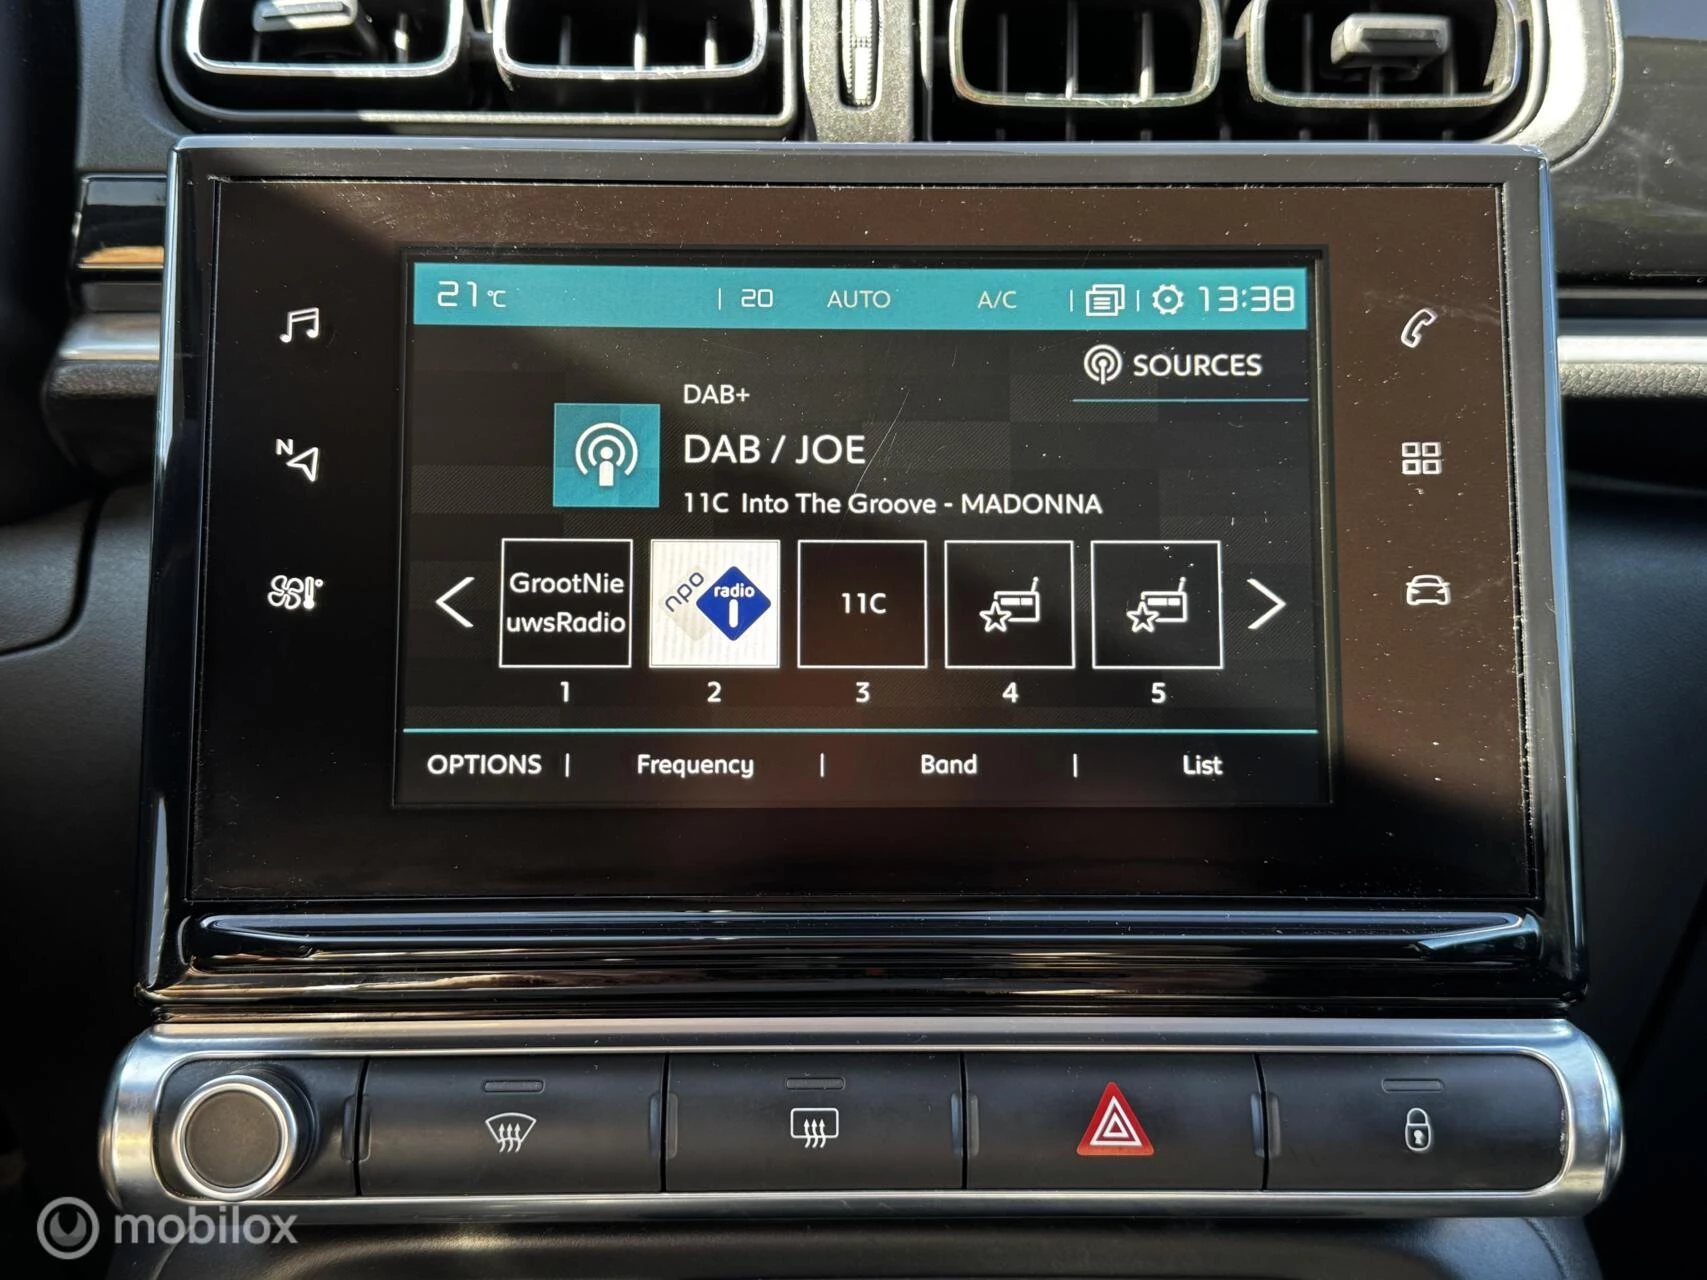 21°C | 20 AUTO A/C | | 13:38
SOURCES
DAB+
DAB / JOE
11C Into The Groove - MADONNA
N
GrootNie
uwsRadio
npo radio 1
11C
1 2 3 4 5
OPTIONS | Frequency | Band | List
mobilox